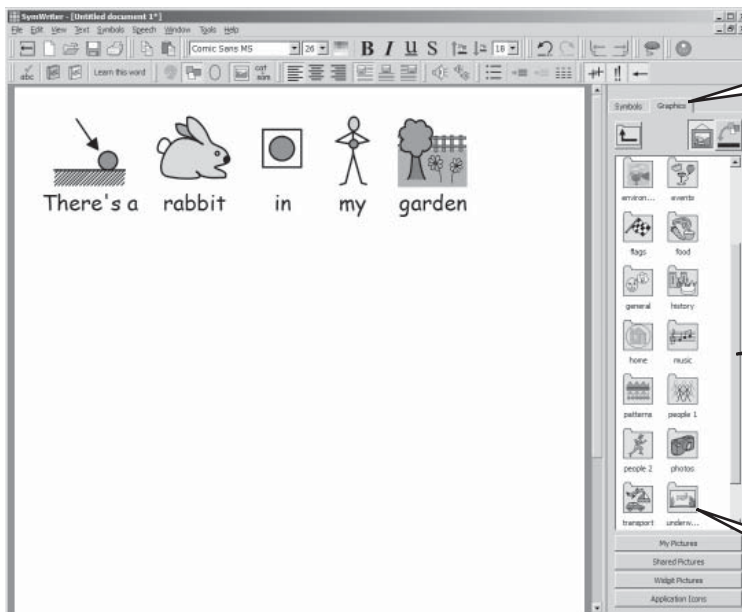 SymWriter - [Untitled document 1*]
File Edit View Text Symbols Speech Window Tools Help
Comic Sans MS 26 B I U S 18
abc Learn this word cat
Symbols Graphics
There's a rabbit in my garden
environ... events
flags food
general history
home music
patterns people 1
people 2 photos
transport underw...
My Pictures
Shared Pictures
Widgit Pictures
Application Icons